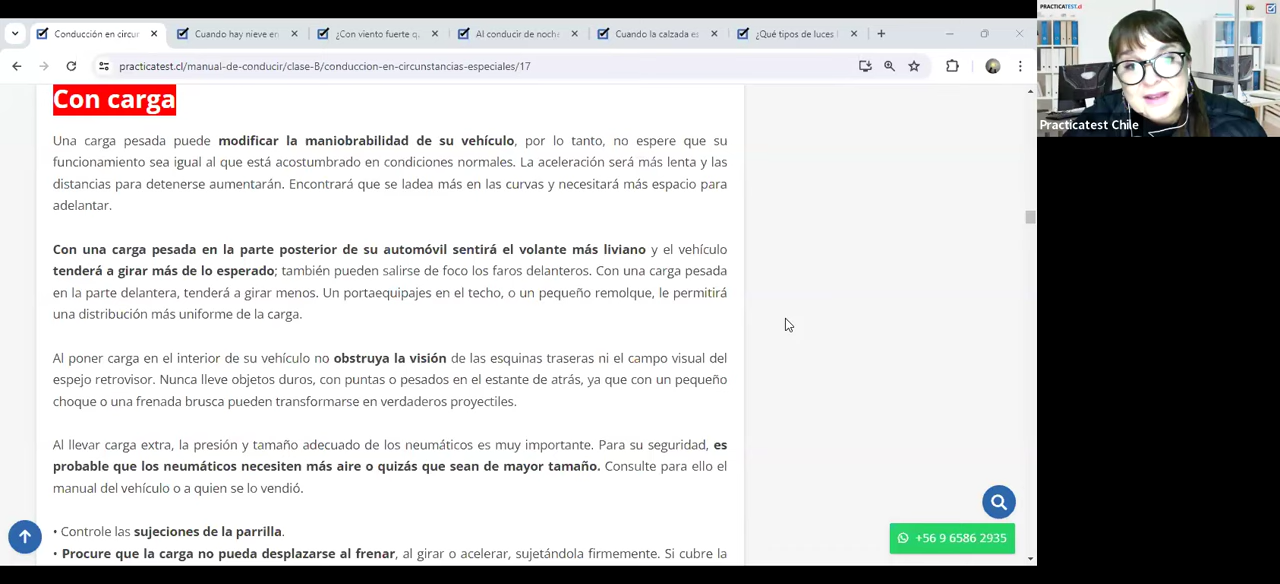 Conducción en circur
Cuando hay nieve en
¿Con viento fuerte q
Al conducir de noche
Cuando la calzada es
¿Qué tipos de luces l
practicatest.cl/manual-de-conducir/clase-B/conduccion-en-circunstancias-especiales/17
PRACTICATEST.cl
Practicatest Chile
Con carga
Una carga pesada puede modificar la maniobrabilidad de su vehículo, por lo tanto, no espere que su
funcionamiento sea igual al que está acostumbrado en condiciones normales. La aceleración será más lenta y las
distancias para detenerse aumentarán. Encontrará que se ladea más en las curvas y necesitará más espacio para
adelantar.
Con una carga pesada en la parte posterior de su automóvil sentirá el volante más liviano y el vehículo
tenderá a girar más de lo esperado; también pueden salirse de foco los faros delanteros. Con una carga pesada
en la parte delantera, tenderá a girar menos. Un portaequipajes en el techo, o un pequeño remolque, le permitirá
una distribución más uniforme de la carga.
Al poner carga en el interior de su vehículo no obstruya la visión de las esquinas traseras ni el campo visual del
espejo retrovisor. Nunca lleve objetos duros, con puntas o pesados en el estante de atrás, ya que con un pequeño
choque o una frenada brusca pueden transformarse en verdaderos proyectiles.
Al llevar carga extra, la presión y tamaño adecuado de los neumáticos es muy importante. Para su seguridad, es
probable que los neumáticos necesiten más aire o quizás que sean de mayor tamaño. Consulte para ello el
manual del vehículo o a quien se lo vendió.
• Controle las sujeciones de la parrilla.
• Procure que la carga no pueda desplazarse al frenar, al girar o acelerar, sujetándola firmemente. Si cubre la
+56 9 6586 2935